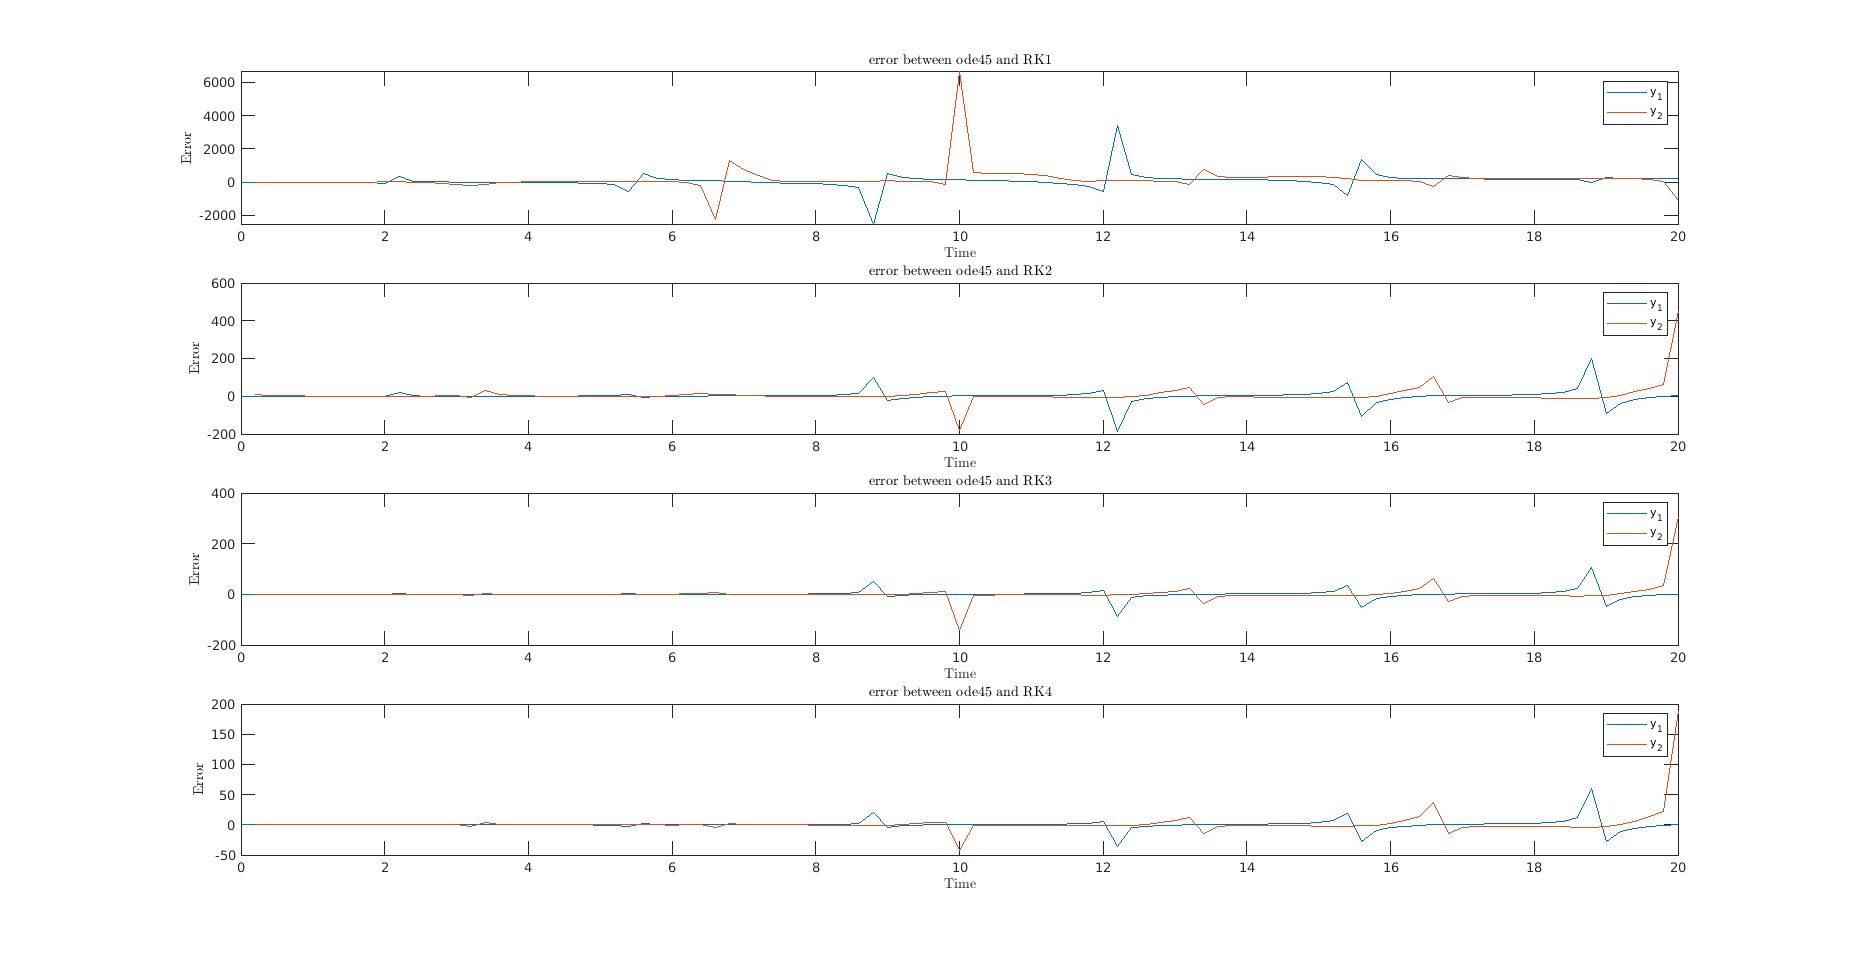 error between ode45 and RK1
6000
4000
2000
0
-2000
Error
y1
y2
0 2 4 6 8 10 12 14 16 18 20
Time
error between ode45 and RK2
600
400
200
0
-200
Error
y1
y2
0 2 4 6 8 10 12 14 16 18 20
Time
error between ode45 and RK3
400
200
0
-200
Error
y1
y2
0 2 4 6 8 10 12 14 16 18 20
Time
error between ode45 and RK4
200
150
100
50
0
-50
Error
y1
y2
0 2 4 6 8 10 12 14 16 18 20
Time